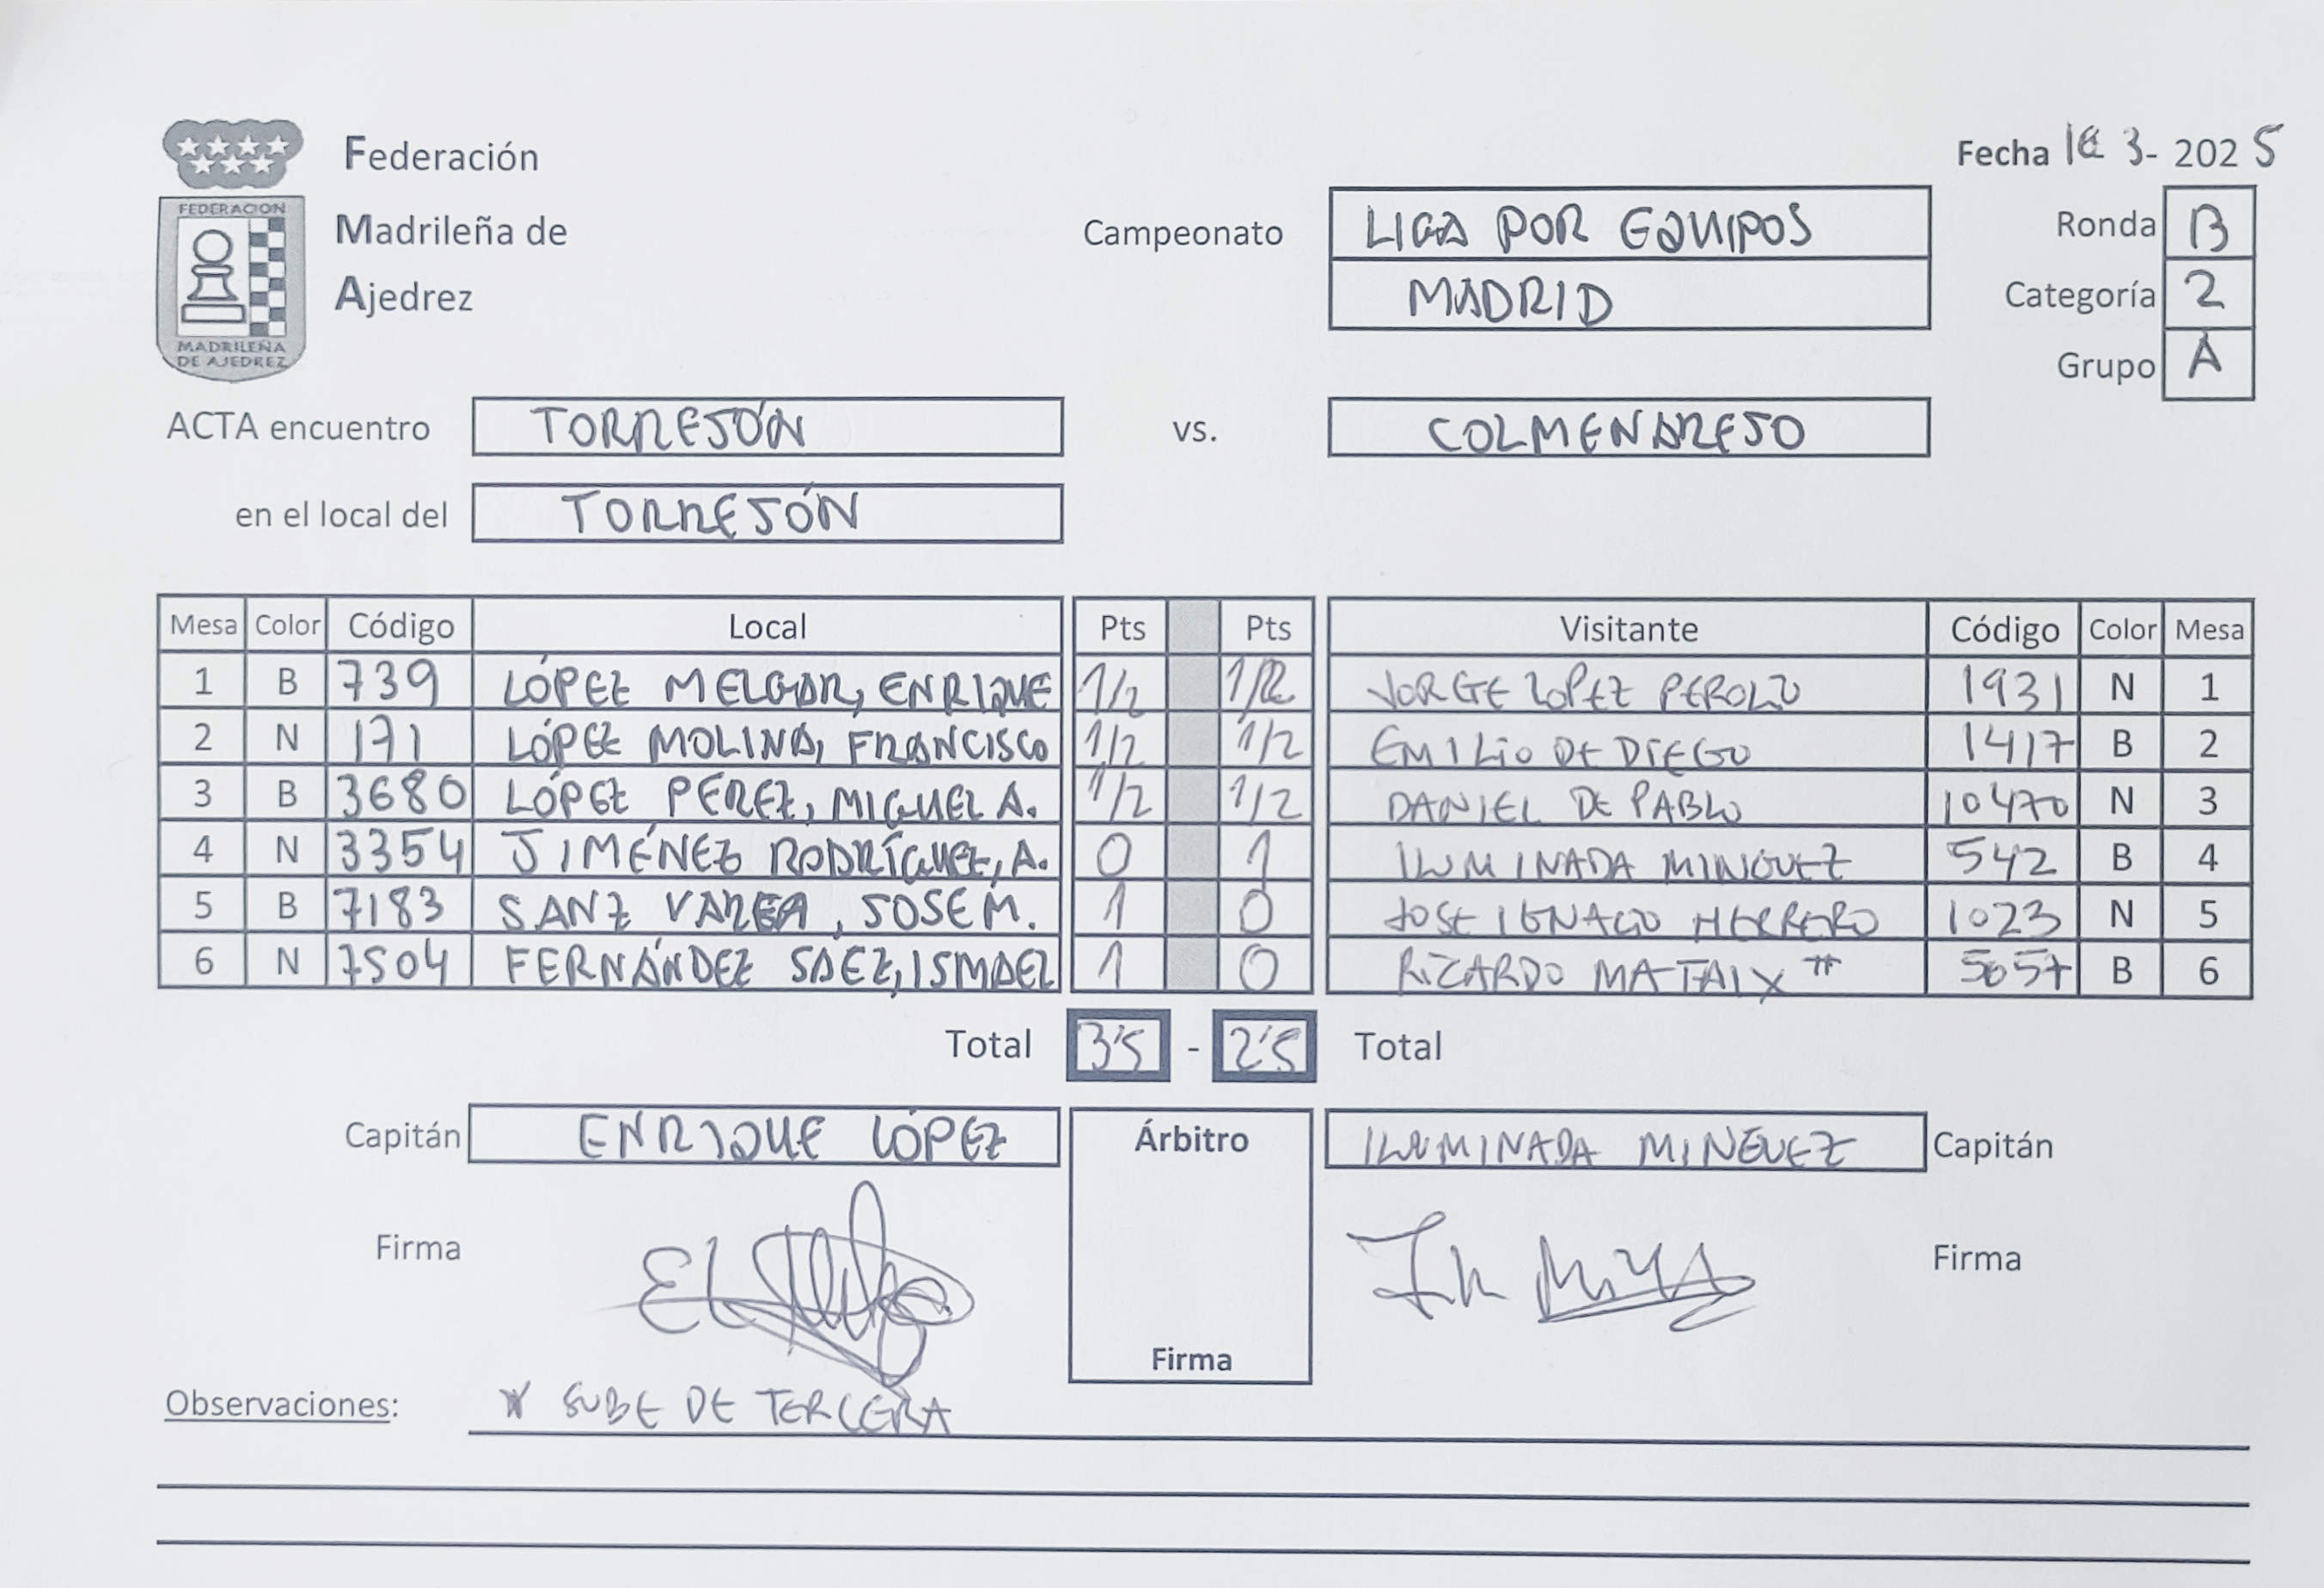 Federación
Madrileña de
Ajedrez
FEDERACION
MADRILEÑA
DE AJEDREZ
Fecha 3- 2025
Campeonato LIGA POR EQUIPOS
MADRID
Ronda
Categoría 2
Grupo A
ACTA encuentro TORREJÓN vs. COLMENAREJO
en el local del TORREJÓN
Mesa Color Código Local Pts Pts Visitante Código Color Mesa
1 B 739 LÓPEZ MELGAR, ENRIQUE 1/2 1/2 JORGE LOPEZ 1931 N 1
2 N 171 LÓPEZ MOLINA, FRANCISCO 1/2 1/2 EMILIO DE DIEGO 1417 B 2
3 B 3680 LÓPEZ PÉREZ, MIGUEL A. 1/2 1/2 DANIEL DE PABLO 10470 N 3
4 N 3354 JIMÉNEZ RODRÍGUEZ, A. 0 1 ILUMINADA MINGUEZ 542 B 4
5 B 7183 SANZ VAREA, JOSE M. 1 0 JOSE IGNACIO HERRERO 1023 N 5
6 N 7504 FERNÁNDEZ SÁEZ, ISMAEL 1 0 RICARDO MATAIX * 5057 B 6
Total 3'5 - 2'5 Total
Capitán ENRIQUE LÓPEZ Árbitro ILUMINADA MINGUEZ Capitán
Firma Firma
Firma
Observaciones: * SUBE DE TERCERA